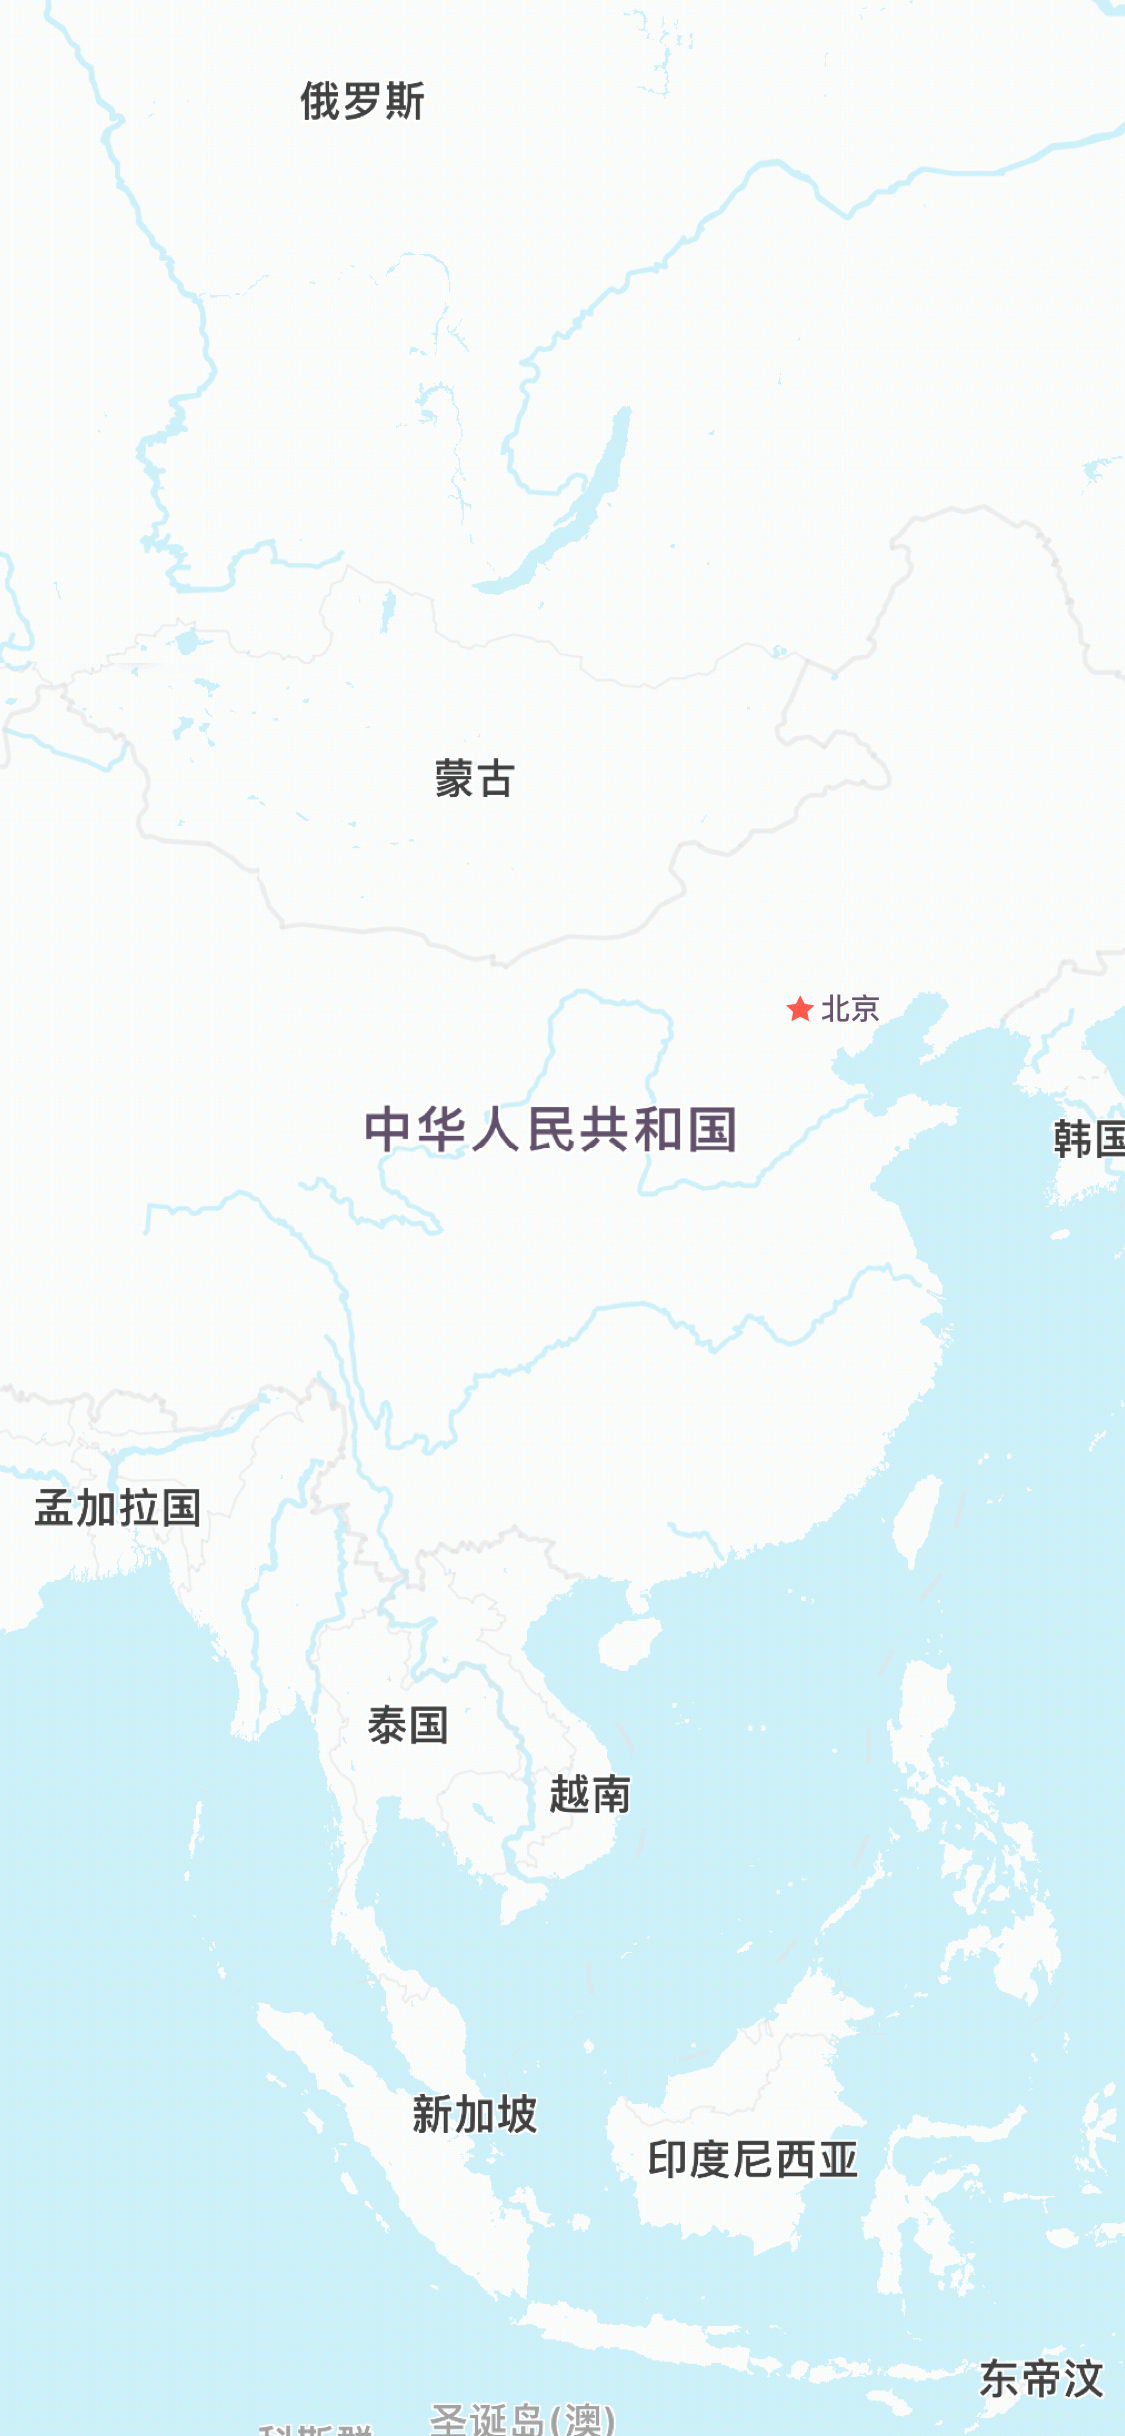 俄罗斯
蒙古
北京
中华人民共和国
韩国
孟加拉国
泰国
越南
新加坡
印度尼西亚
东帝汶
圣诞岛(澳)